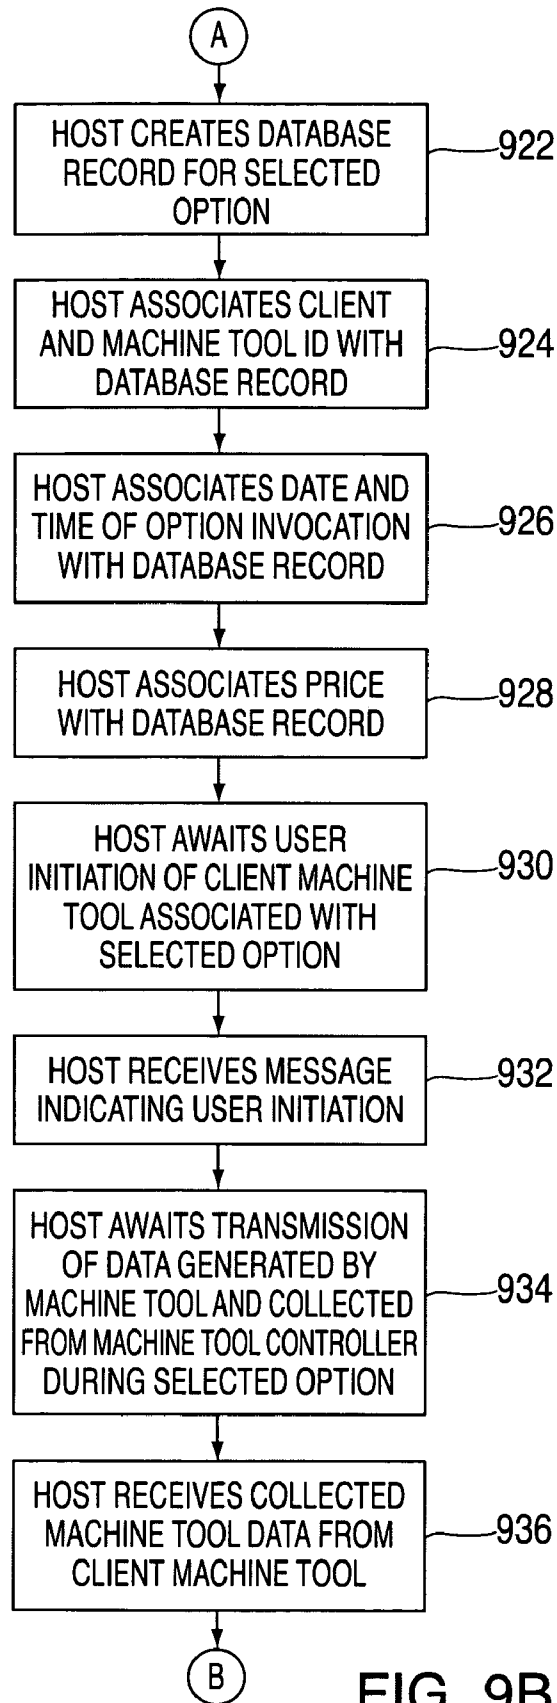 A
HOST CREATES DATABASE
RECORD FOR SELECTED
OPTION
922
HOST ASSOCIATES CLIENT
AND MACHINE TOOL ID WITH
DATABASE RECORD
924
HOST ASSOCIATES DATE AND
TIME OF OPTION INVOCATION
WITH DATABASE RECORD
926
HOST ASSOCIATES PRICE
WITH DATABASE RECORD
928
HOST AWAITS USER
INITIATION OF CLIENT MACHINE
TOOL ASSOCIATED WITH
SELECTED OPTION
930
HOST RECEIVES MESSAGE
INDICATING USER INITIATION
932
HOST AWAITS TRANSMISSION
OF DATA GENERATED BY
MACHINE TOOL AND COLLECTED
FROM MACHINE TOOL CONTROLLER
DURING SELECTED OPTION
934
HOST RECEIVES COLLECTED
MACHINE TOOL DATA FROM
CLIENT MACHINE TOOL
936
B
FIG. 9B